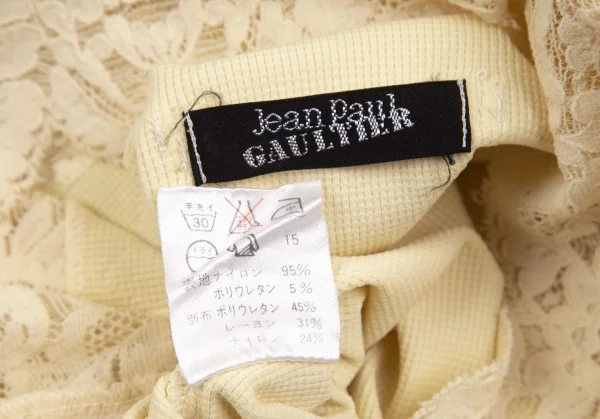 Jean Paul
GAULTIER
手洗イ
30
ドライ
15
表地 ナイロン 95%
ポリウレタン 5%
別布 ポリウレタン 45%
レーヨン 31%
ナイロン 24%